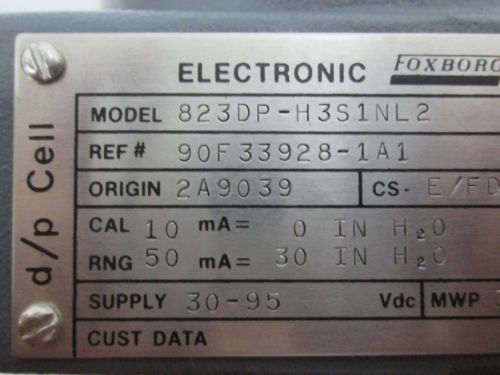 d/p Cell
ELECTRONIC FOXBORO
MODEL 823DP-H3S1NL2
REF # 90F33928-1A1
ORIGIN 2A9039 CS- E/FD
CAL 10 mA= 0 IN H₂O
RNG 50 mA= 30 IN H₂O
SUPPLY 30-95 Vdc MWP
CUST DATA